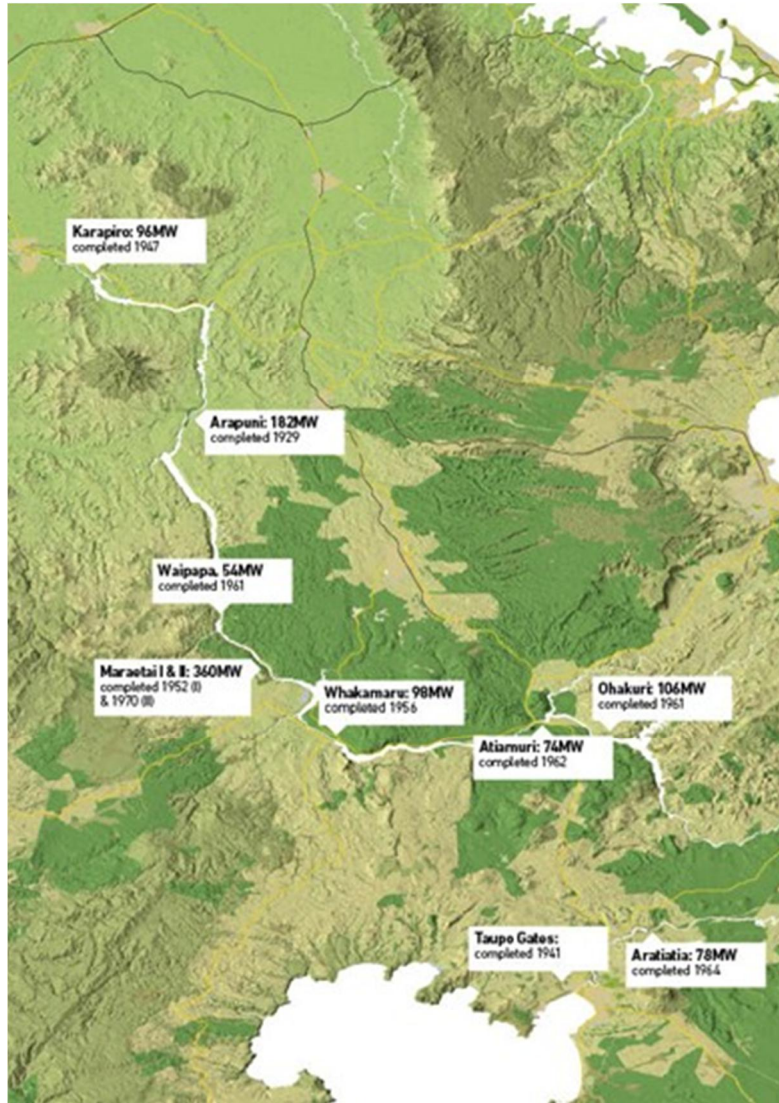 Karapiro: 96MW
completed 1947
Arapuni: 182MW
completed 1929
Waipapa, 54MW
completed 1961
Maraetai I & II: 360MW
completed 1952 (I)
& 1970 (II)
Whakamaru: 98MW
completed 1956
Ohakuri: 106MW
completed 1961
Atiamuri: 74MW
completed 1962
Taupo Gates:
completed 1941
Aratiatia: 78MW
completed 1964